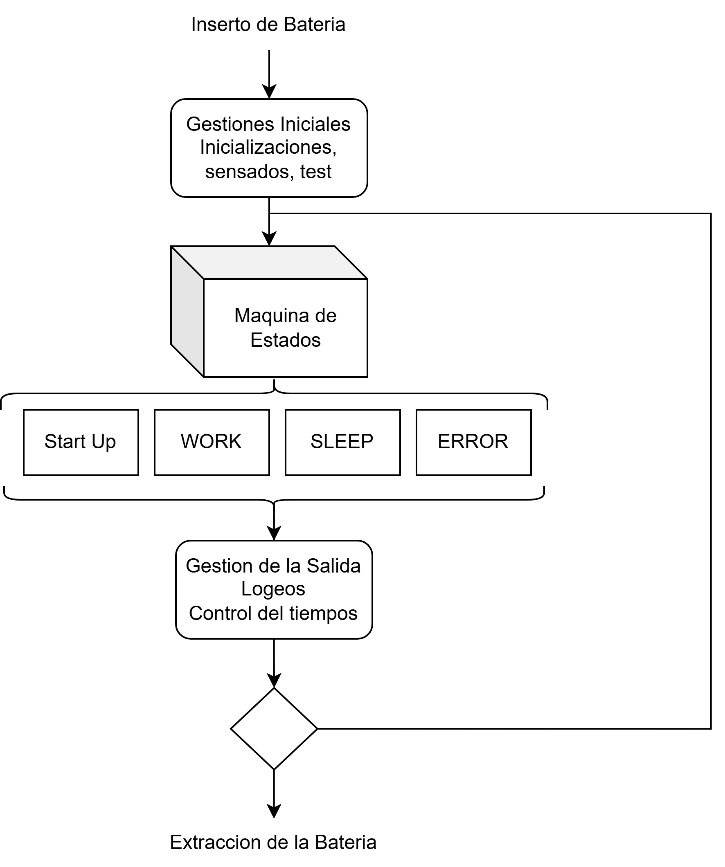 Inserto de Bateria
Gestiones Iniciales
Inicializaciones,
sensados, test
Maquina de
Estados
Start Up
WORK
SLEEP
ERROR
Gestion de la Salida
Logeos
Control del tiempos
Extraccion de la Bateria